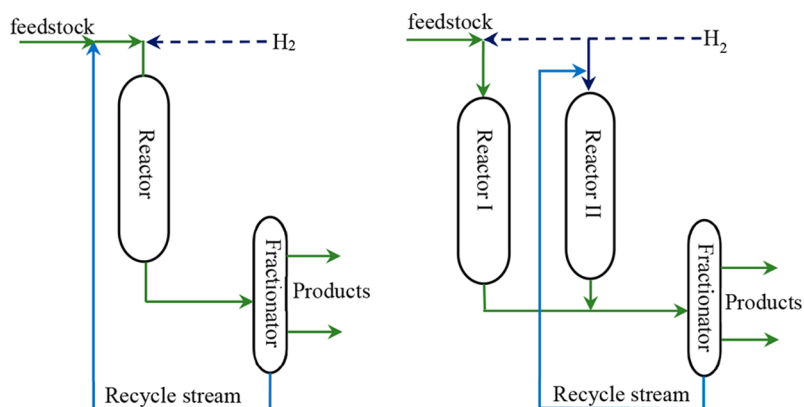 feedstock
H₂
Reactor
Fractionator
Products
Recycle stream
feedstock
H₂
Reactor I
Reactor II
Fractionator
Products
Recycle stream